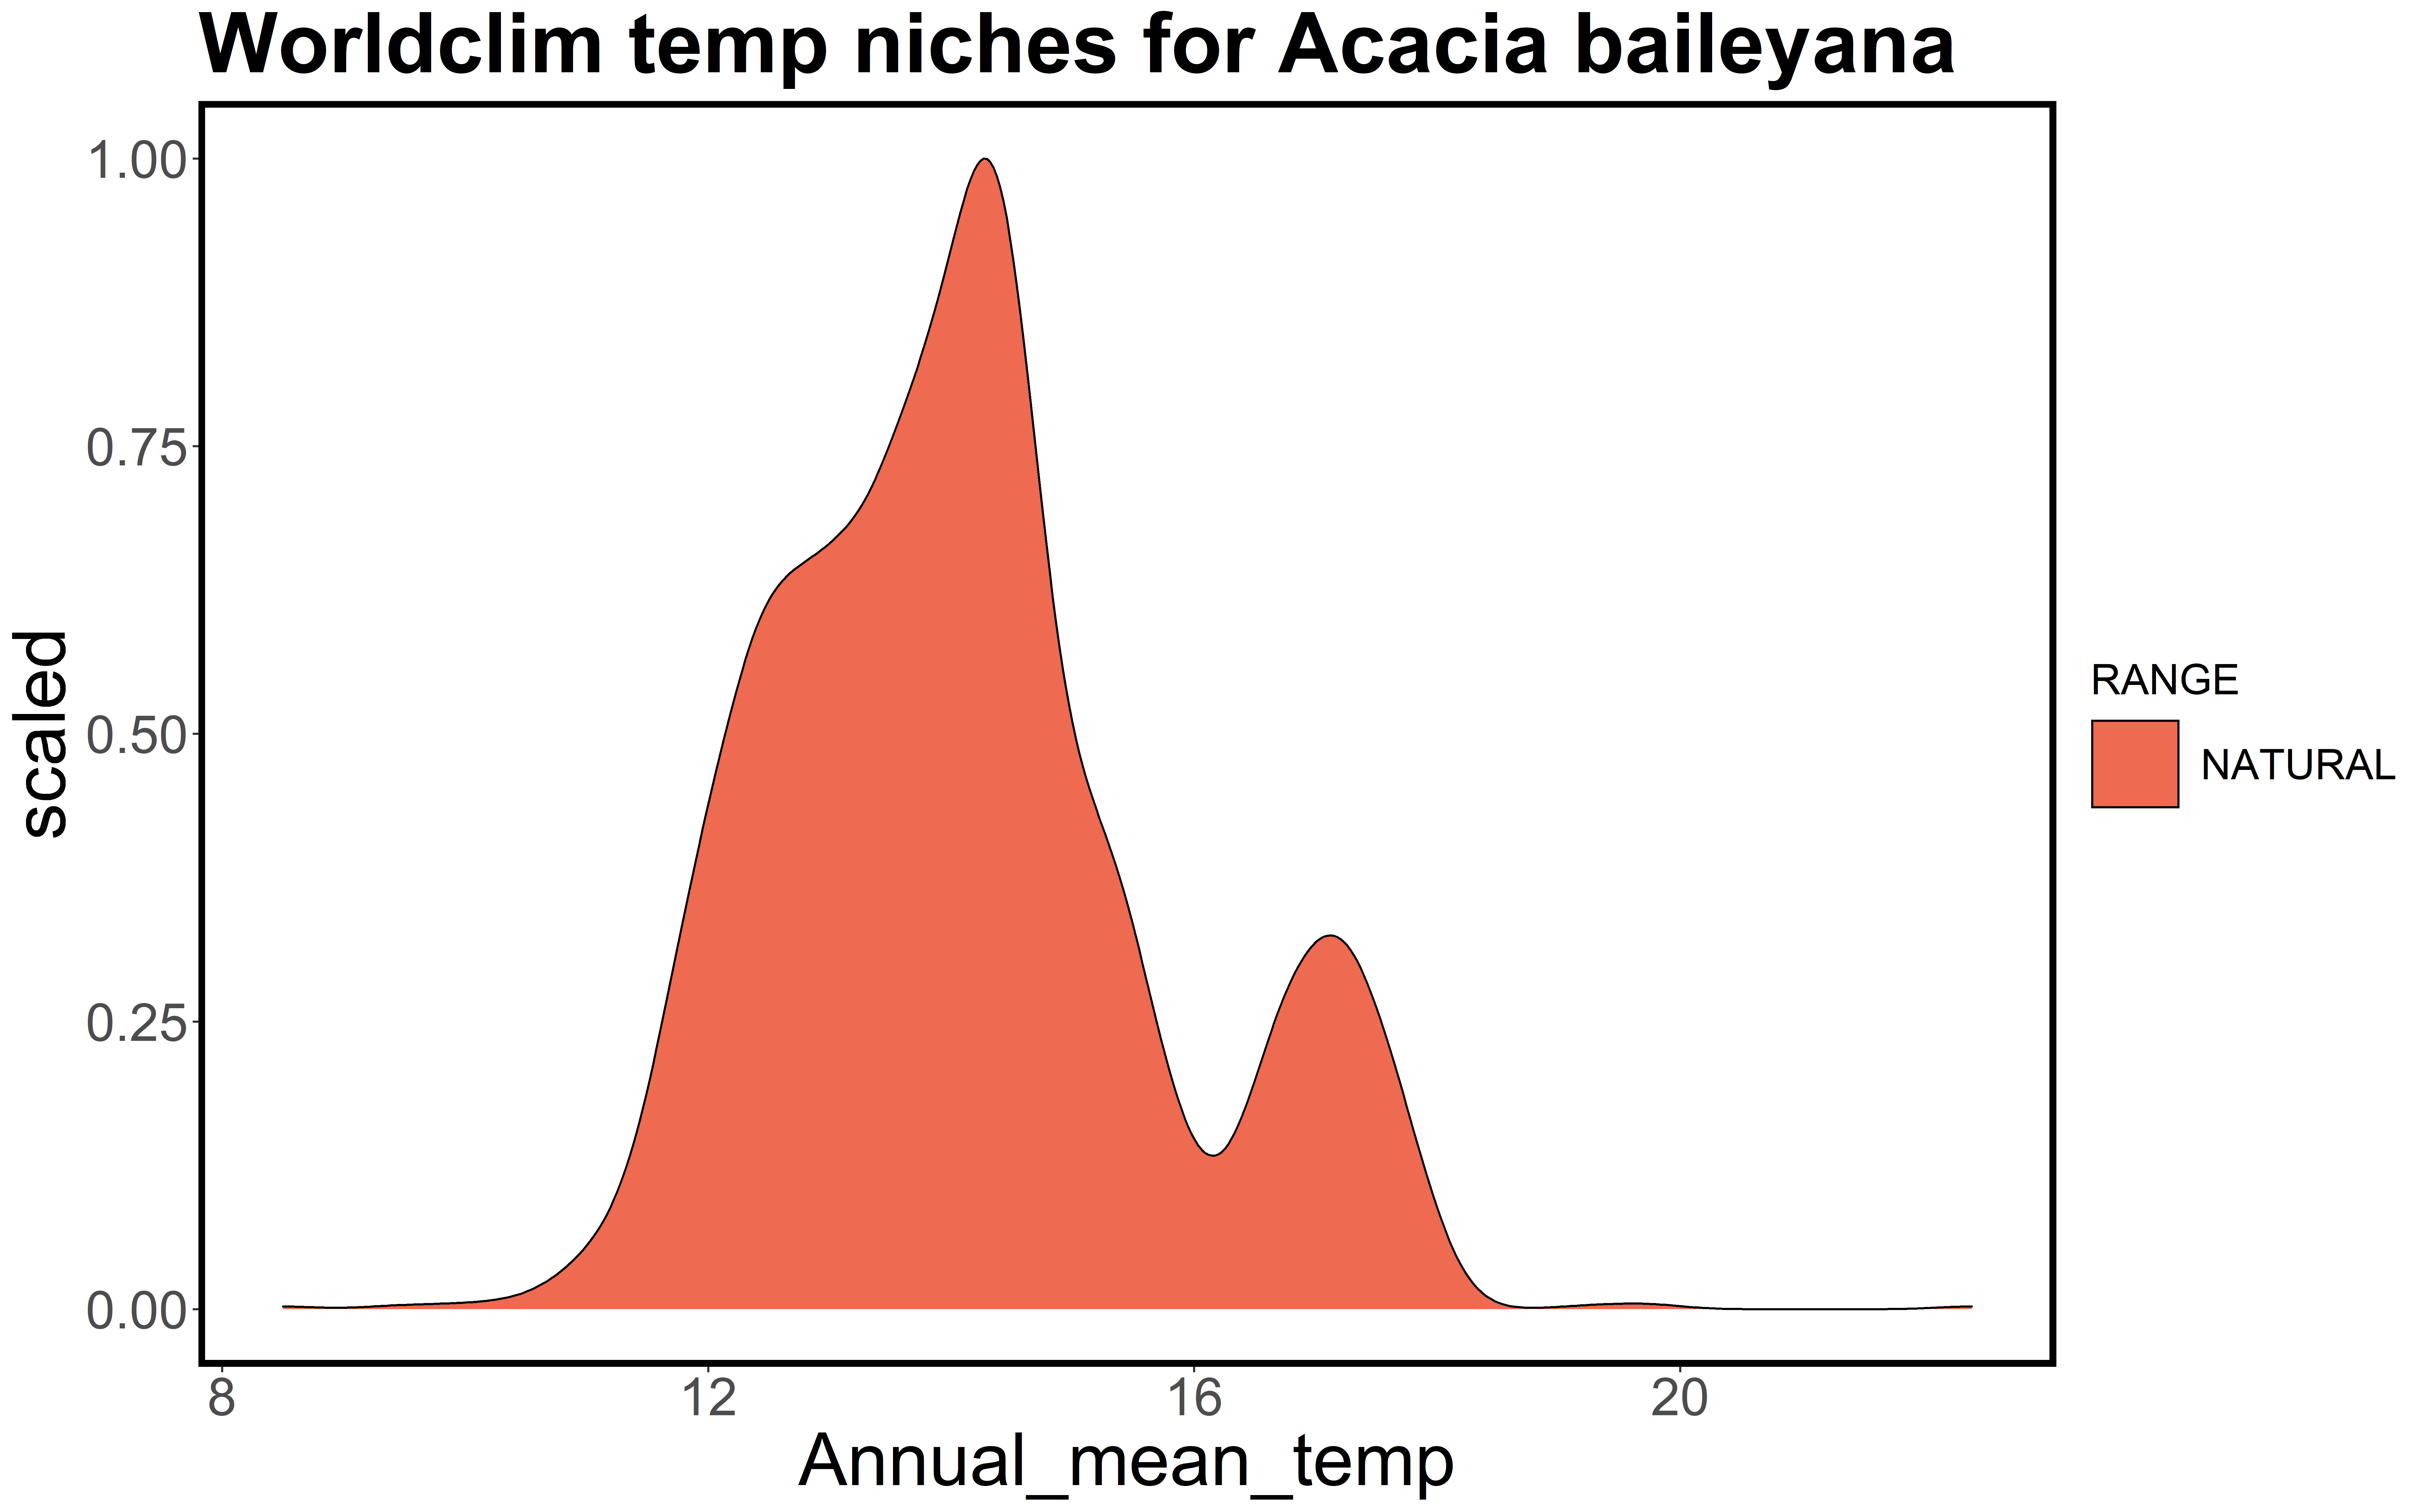 Worldclim temp niches for Acacia baileyana
1.00
0.75
0.50
0.25
0.00
scaled
8 12 16 20
Annual_mean_temp
RANGE
NATURAL